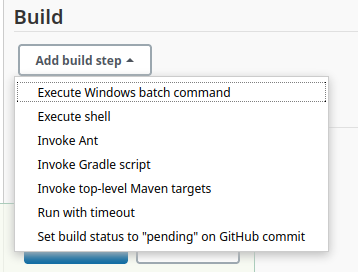 Build
Add build step
Execute Windows batch command
Execute shell
Invoke Ant
Invoke Gradle script
Invoke top-level Maven targets
Run with timeout
Set build status to "pending" on GitHub commit